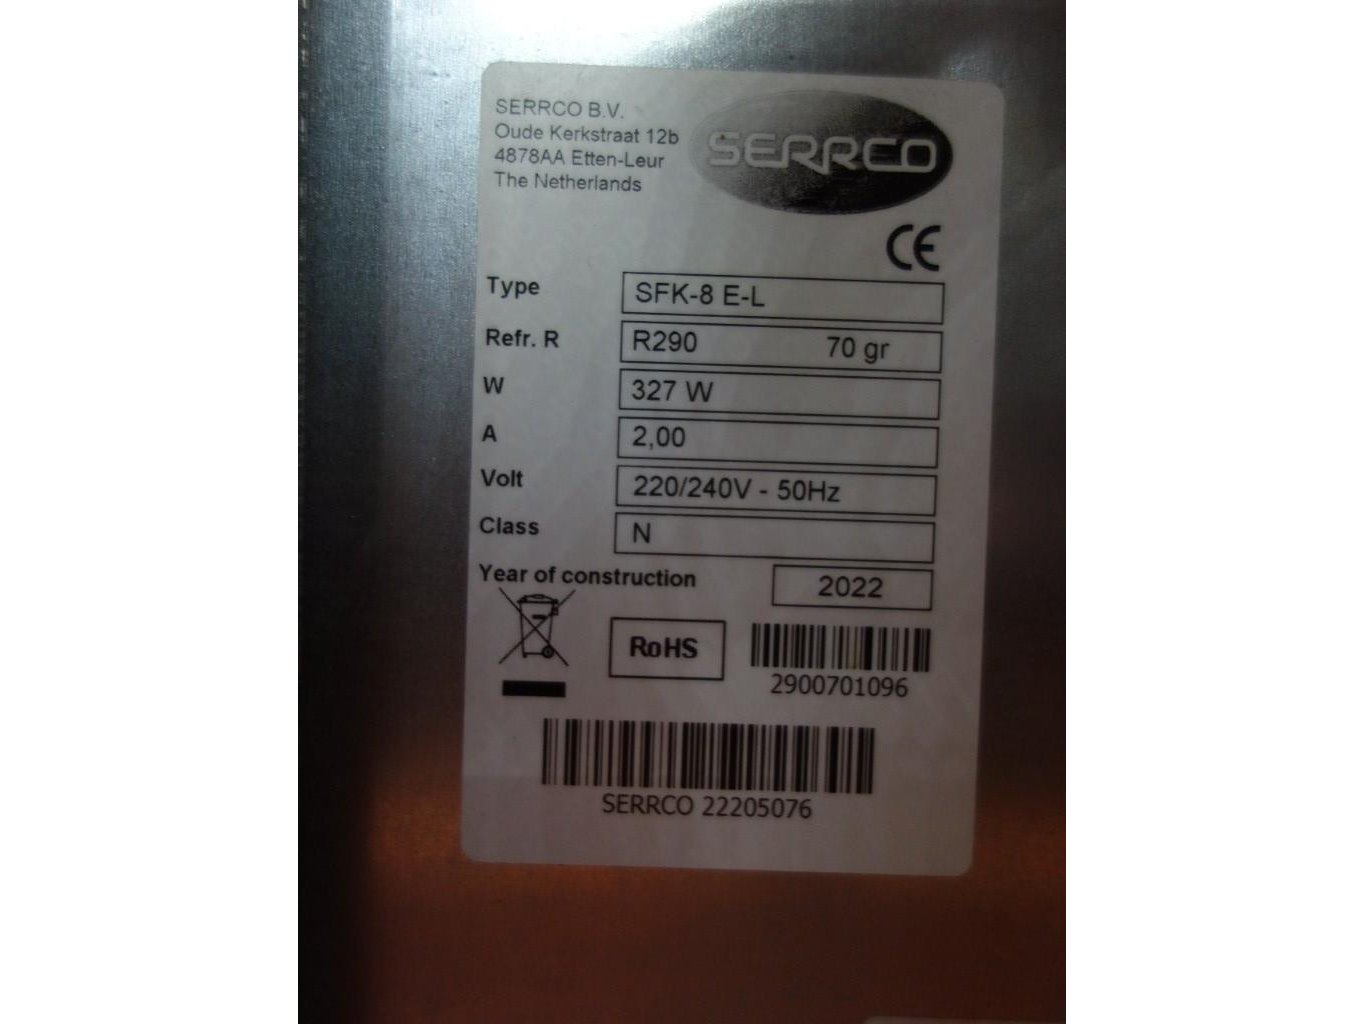 SERRCO B.V.
Oude Kerkstraat 12b
4878AA Etten-Leur
The Netherlands
SERRCO
CE
Type SFK-8 E-L
Refr. R R290 70 gr
W 327 W
A 2,00
Volt 220/240V - 50Hz
Class N
Year of construction 2022
RoHS
2900701096
SERRCO 22205076